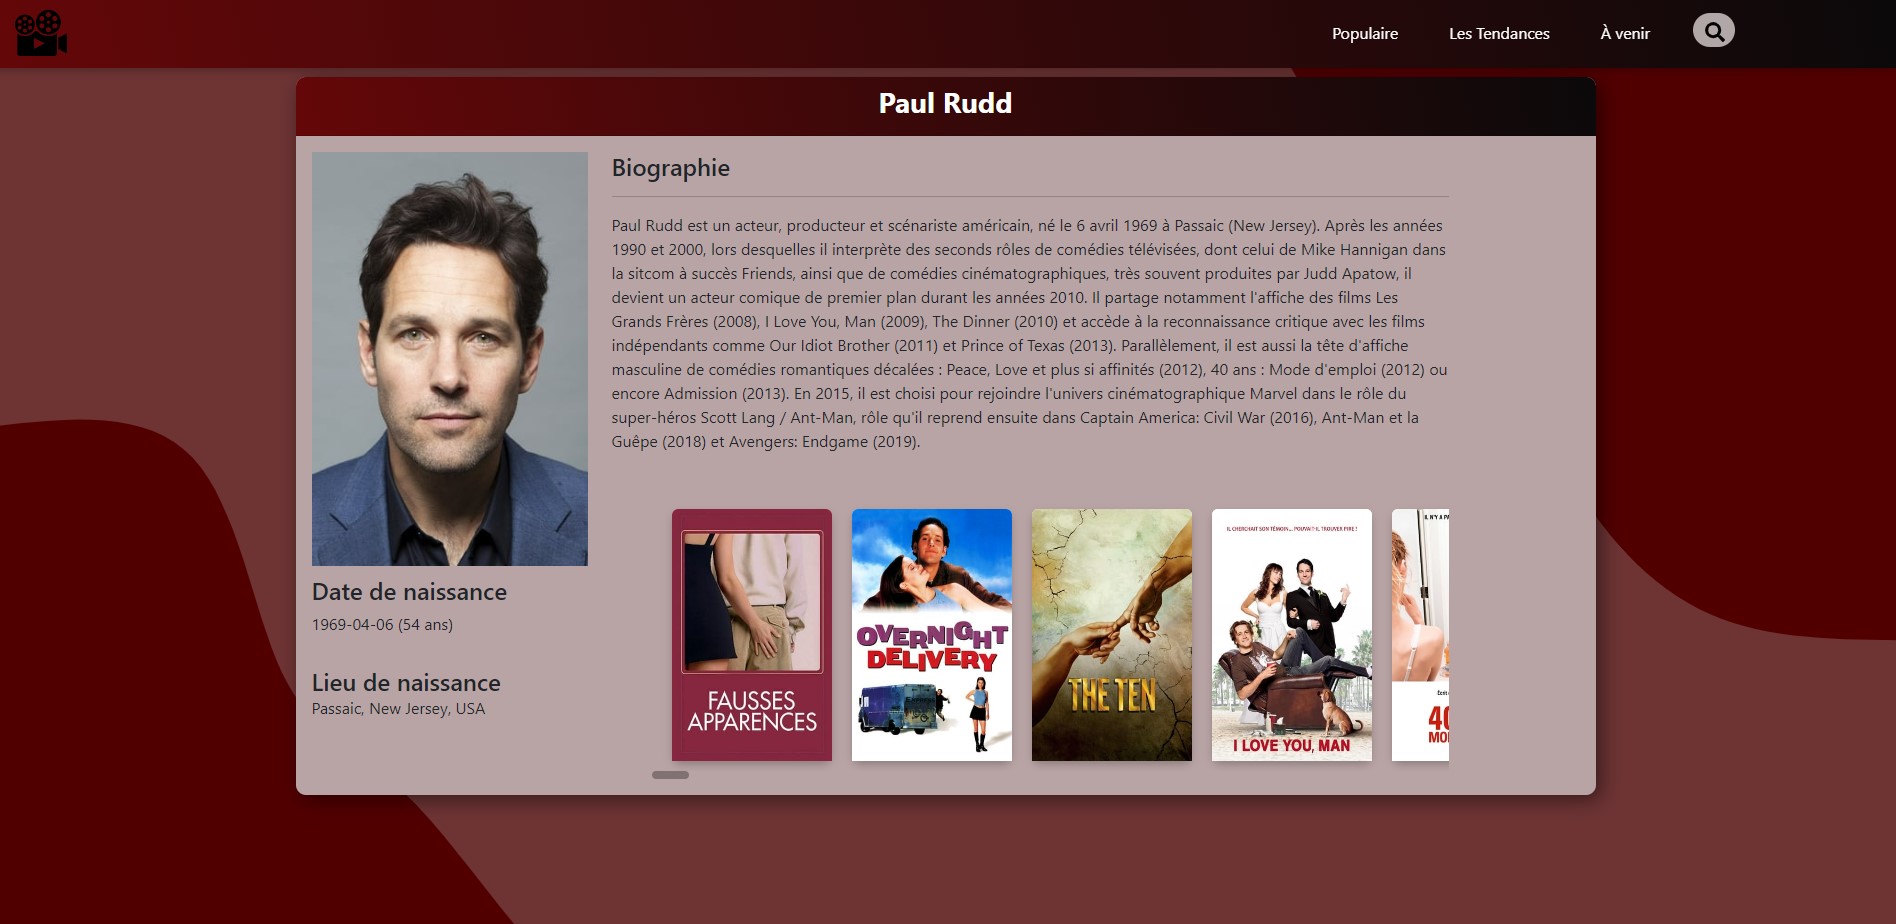 Populaire
Les Tendances
À venir
Paul Rudd
Biographie
Paul Rudd est un acteur, producteur et scénariste américain, né le 6 avril 1969 à Passaic (New Jersey). Après les années
1990 et 2000, lors desquelles il interprète des seconds rôles de comédies télévisées, dont celui de Mike Hannigan dans
la sitcom à succès Friends, ainsi que de comédies cinématographiques, très souvent produites par Judd Apatow, il
devient un acteur comique de premier plan durant les années 2010. Il partage notamment l'affiche des films Les
Grands Frères (2008), I Love You, Man (2009), The Dinner (2010) et accède à la reconnaissance critique avec les films
indépendants comme Our Idiot Brother (2011) et Prince of Texas (2013). Parallèlement, il est aussi la tête d'affiche
masculine de comédies romantiques décalées : Peace, Love et plus si affinités (2012), 40 ans : Mode d'emploi (2012) ou
encore Admission (2013). En 2015, il est choisi pour rejoindre l'univers cinématographique Marvel dans le rôle du
super-héros Scott Lang / Ant-Man, rôle qu'il reprend ensuite dans Captain America: Civil War (2016), Ant-Man et la
Guêpe (2018) et Avengers: Endgame (2019).
Date de naissance
1969-04-06 (54 ans)
Lieu de naissance
Passaic, New Jersey, USA
FAUSSES
APPARENCES
OVERNIGHT
DELIVERY
THE TEN
IL CHERCHAIT SON TÉMOIN... POUVAIT-IL TROUVER PIRE ?
I LOVE YOU, MAN
IL N'Y A PA